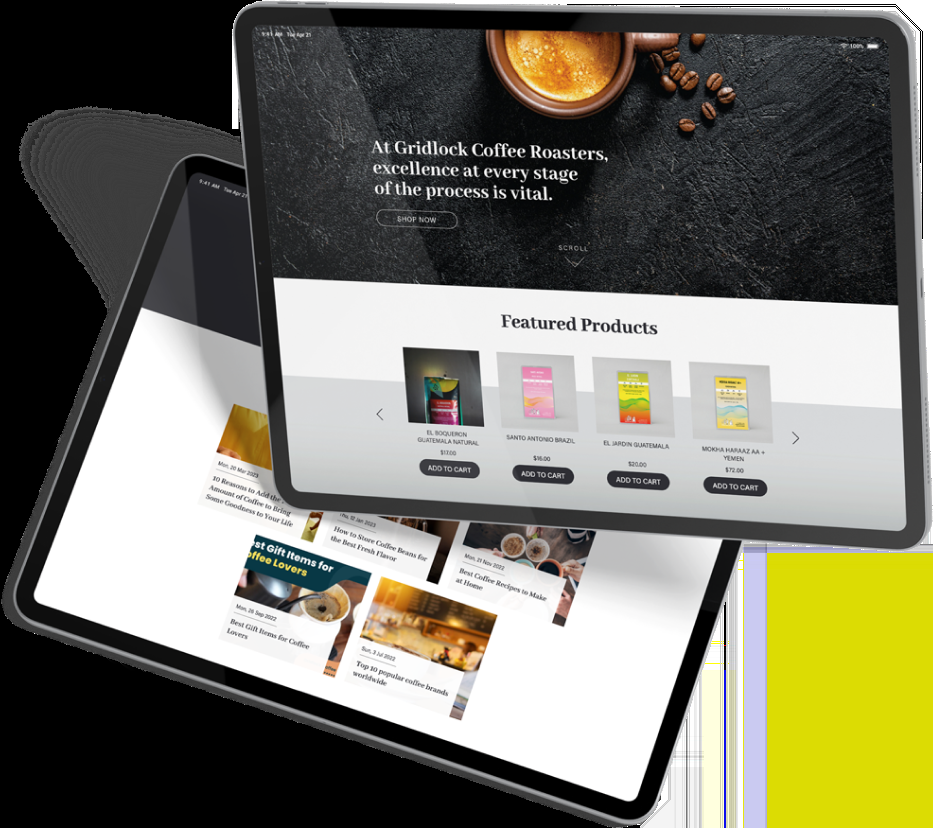 9:41 AM Tue Apr 21
100%
At Gridlock Coffee Roasters,
excellence at every stage
of the process is vital.
SHOP NOW
SCROLL
Featured Products
EL BOQUERON
GUATEMALA NATURAL
$17.00
ADD TO CART
SANTO ANTONIO BRAZIL
$16.00
ADD TO CART
EL JARDIN GUATEMALA
$20.00
ADD TO CART
MOKHA HARAAZ AA +
YEMEN
$72.00
ADD TO CART
9:41 AM Tue Apr 21
Mon, 20 Mar 2023
10 Reasons to Add the
Amount of Coffee to Bring
Some Goodness to Your Life
Thu, 12 Jan 2023
How to Store Coffee Beans for
the Best Fresh Flavor
Mon, 21 Nov 2022
Best Coffee Recipes to Make
at Home
st Gift Items for
offee Lovers
Mon, 26 Sep 2022
Best Gift Items for Coffee
Lovers
Sun, 3 Jul 2022
Top 10 popular coffee brands
worldwide